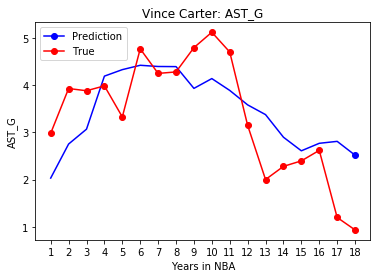 Vince Carter: AST_G
Prediction
True
AST_G
5
4
3
2
1
1 2 3 4 5 6 7 8 9 10 11 12 13 14 15 16 17 18
Years in NBA